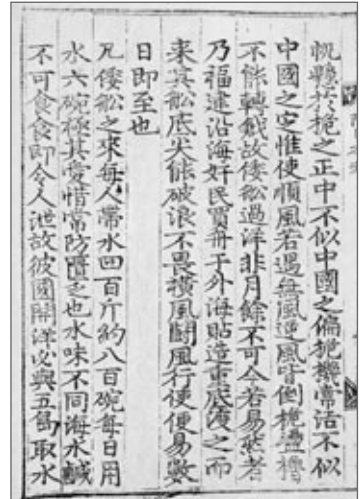 帆懸於桅之正中不似中國之偏桅機常活不似
中國之定惟使順風若遇無風逆風皆倒桅盪櫓
不能轉戧故倭舩過洋非月餘不可今若易然者
乃福建沿海奸民買舟于外海貼造重底渡之而
来其舩底尖能破浪不畏橫風鬪風行使便易數
日即至也
凡倭舩之來每人帶水四百斤約八百碗每日用
水六碗極其愛惜常防匱乏也水味不同海水鹹
不可食食即令人泄故彼國開洋必與五島取水